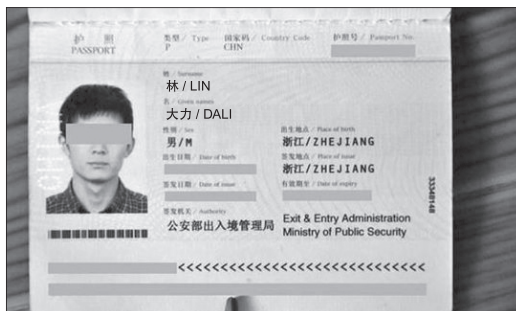 护 照
PASSPORT
类型 / Type 国家码 / Country Code 护照号 / Passport No
P CHN
姓 / Surname
林 / LIN
名 / Given names
大力 / DALI
性别 / Sex 出生地点 / Place of birth
男/M 浙江/ZHEJIANG
出生日期 / Date of birth 签发地点 / Place of issue
浙江/ZHEJIANG
签发日期 / Date of issue 有效期至 / Date of expiry
签发机关 / Authority
公安部出入境管理局 Exit & Entry Administration
Ministry of Public Security
CHINA
33348148
<<<<<<<<<<<<<<<<<<<<<<<<<<<<